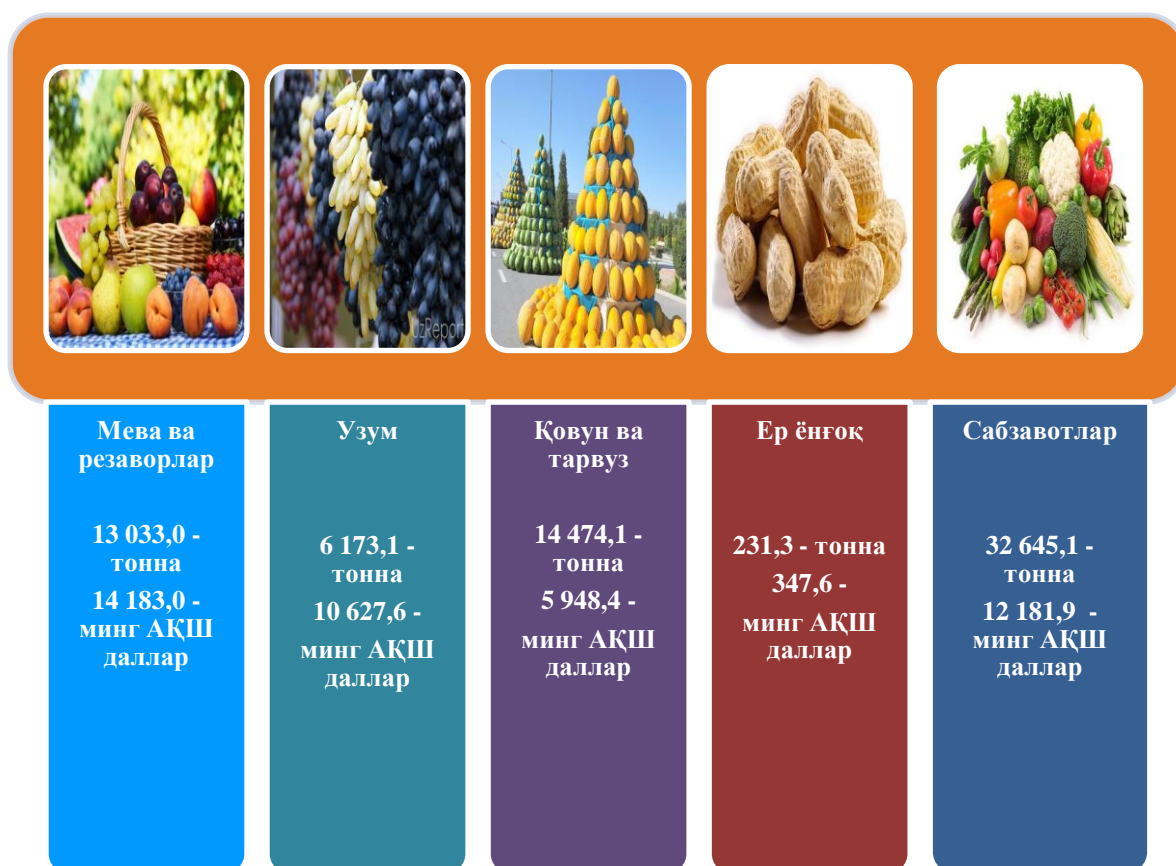 UzReport
Мева ва
резаворлар
13 033,0 -
тонна
14 183,0 -
минг АҚШ
даллар
Узум
6 173,1 -
тонна
10 627,6 -
минг АҚШ
даллар
Қовун ва
тарвуз
14 474,1 -
тонна
5 948,4 -
минг АҚШ
даллар
Ер ёнғоқ
231,3 - тонна
347,6 -
минг АҚШ
даллар
Сабзавотлар
32 645,1 -
тонна
12 181,9 -
минг АҚШ
даллар